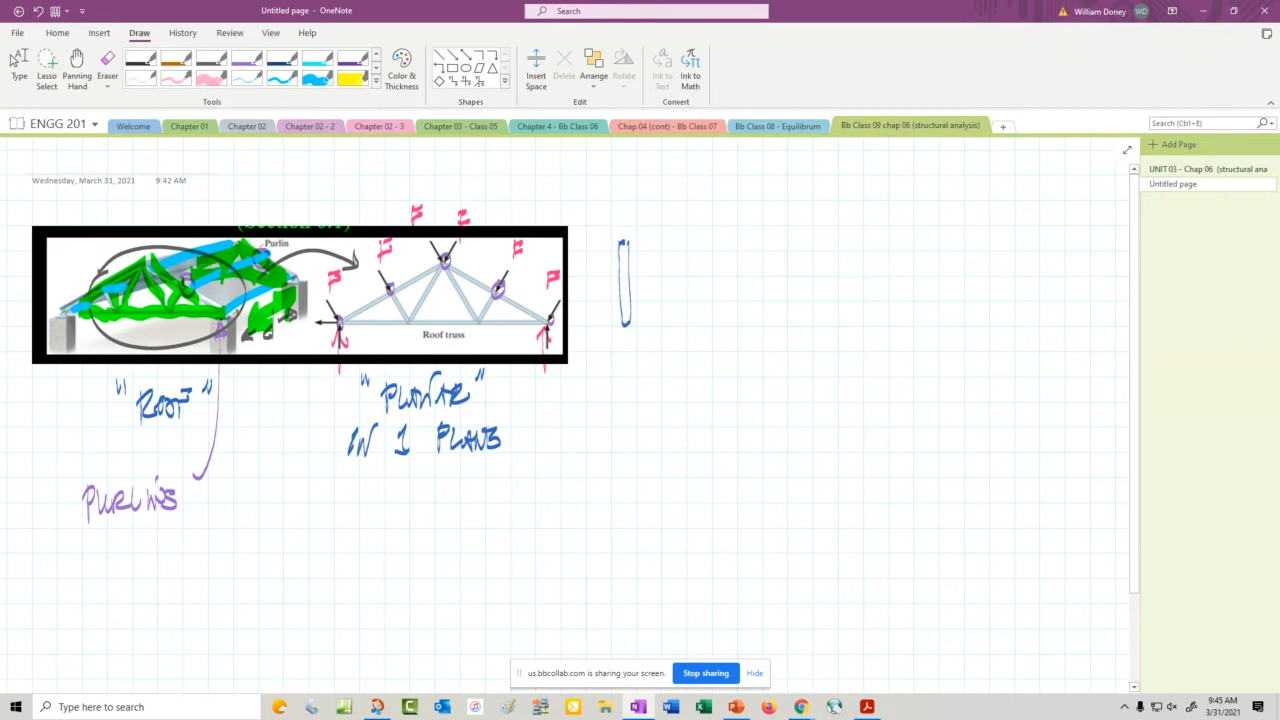 Untitled page - OneNote
Search
William Doney
WD
File
Home
Insert
Draw
History
Review
View
Help
Type
Lasso Select
Panning Hand
Eraser
Color & Thickness
Insert Space
Delete
Arrange
Rotate
Ink to Text
Ink to Math
Tools
Shapes
Edit
Convert
ENGG 201
Welcome
Chapter 01
Chapter 02
Chapter 02 - 2
Chapter 02 - 3
Chapter 03 - Class 05
Chapter 4 - Bb Class 06
Chap 04 (cont) - Bb Class 07
Bb Class 08 - Equilibrum
Bb Class 09 chap 06 (structural analysis)
Search (Ctrl+E)
Add Page
UNIT 03 - Chap 06 (structural ana
Untitled page
Wednesday, March 31, 2021
9:42 AM
Purlin
F F F F F F
Roof truss
"ROOF"
"PLANAR"
IN 1 PLANE
PURLINS
us.bbcollab.com is sharing your screen.
Stop sharing
Hide
Type here to search
9:45 AM
3/31/2021